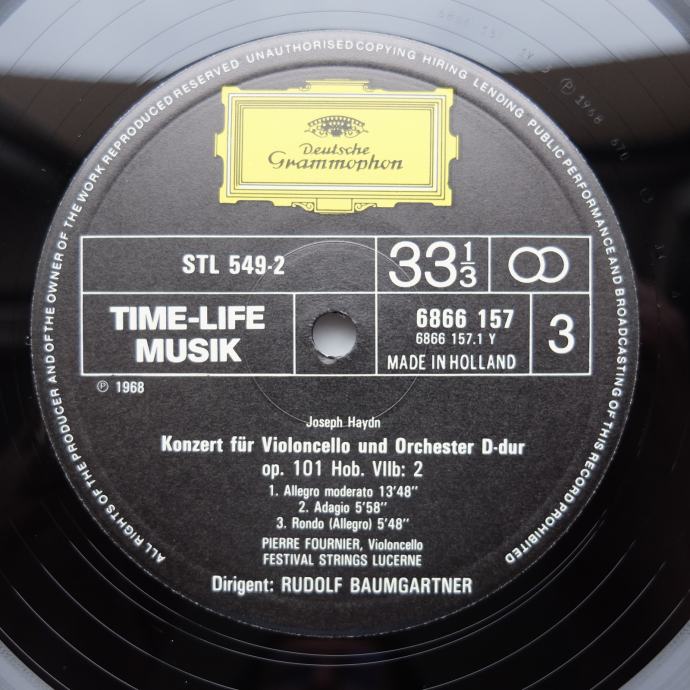 ALL RIGHTS OF THE PRODUCER AND OF THE OWNER OF THE WORK REPRODUCED RESERVED UNAUTHORISED COPYING HIRING LENDING PUBLIC PERFORMANCE AND BROADCASTING OF THIS RECORD PROHIBITED
Deutsche
Grammophon
STL 549-2
33 1/3
TIME-LIFE
MUSIK
6866 157
6866 157.1 Y
MADE IN HOLLAND
3
℗ 1968
Joseph Haydn
Konzert für Violoncello und Orchester D-dur
op. 101 Hob. VIIb: 2
1. Allegro moderato 13'48''
2. Adagio 5'58''
3. Rondo (Allegro) 5'48''
PIERRE FOURNIER, Violoncello
FESTIVAL STRINGS LUCERNE
Dirigent: RUDOLF BAUMGARTNER
℗ 1968 670